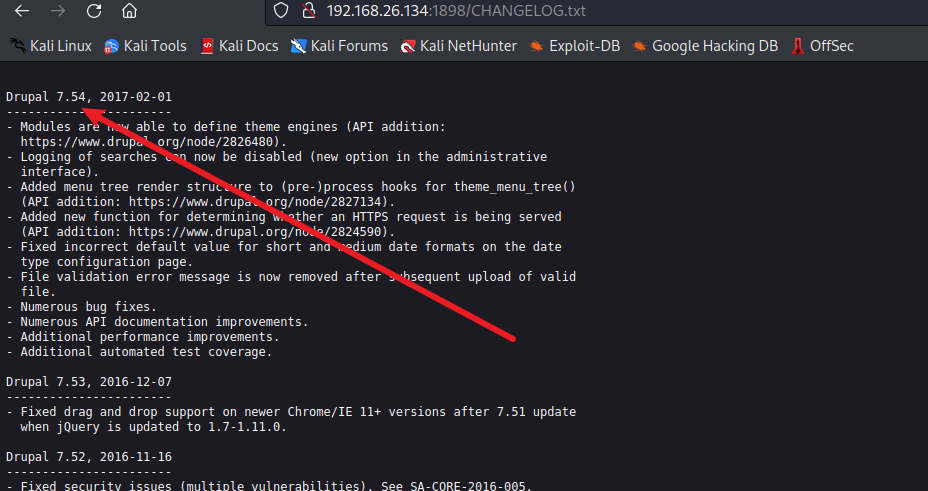 192.168.26.134:1898/CHANGELOG.txt
Kali Linux Kali Tools Kali Docs Kali Forums Kali NetHunter Exploit-DB Google Hacking DB OffSec
Drupal 7.54, 2017-02-01
-----------------------
- Modules are now able to define theme engines (API addition:
https://www.drupal.org/node/2826480).
- Logging of searches can now be disabled (new option in the administrative
interface).
- Added menu tree render structure to (pre-)process hooks for theme_menu_tree()
(API addition: https://www.drupal.org/node/2827134).
- Added new function for determining whether an HTTPS request is being served
(API addition: https://www.drupal.org/node/2824590).
- Fixed incorrect default value for short and medium date formats on the date
type configuration page.
- File validation error message is now removed after subsequent upload of valid
file.
- Numerous bug fixes.
- Numerous API documentation improvements.
- Additional performance improvements.
- Additional automated test coverage.
Drupal 7.53, 2016-12-07
-----------------------
- Fixed drag and drop support on newer Chrome/IE 11+ versions after 7.51 update
when jQuery is updated to 1.7-1.11.0.
Drupal 7.52, 2016-11-16
-----------------------
- Fixed security issues (multiple vulnerabilities). See SA-CORE-2016-005.